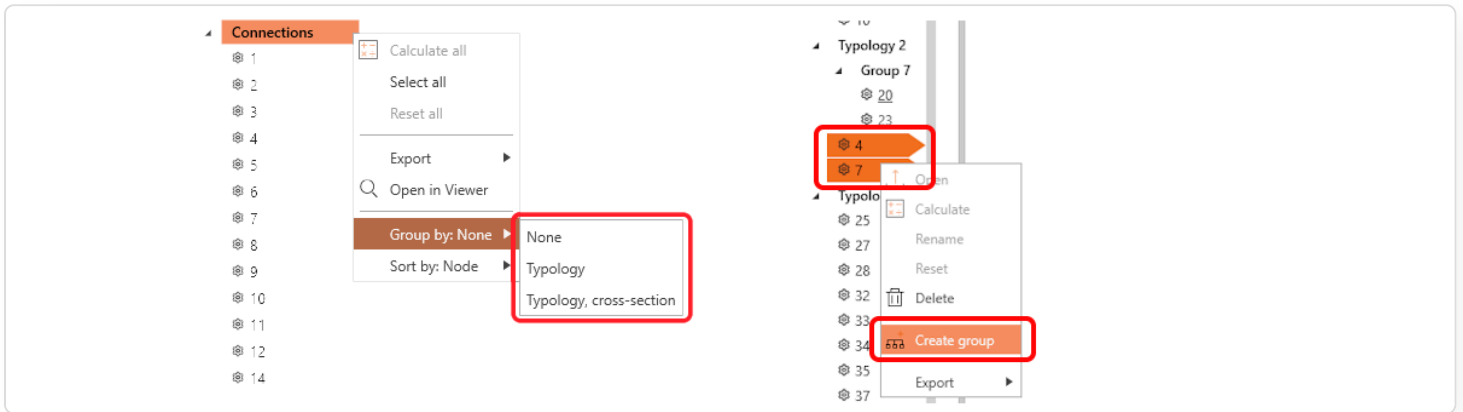 Connections
1
2
3
4
5
6
7
8
9
10
11
12
14
Calculate all
Select all
Reset all
Export
Open in Viewer
Group by: None
Sort by: Node
None
Typology
Typology, cross-section
10
Typology 2
Group 7
20
23
4
7
Typolo
25
27
28
32
33
34
35
37
Open
Calculate
Rename
Reset
Delete
Create group
Export